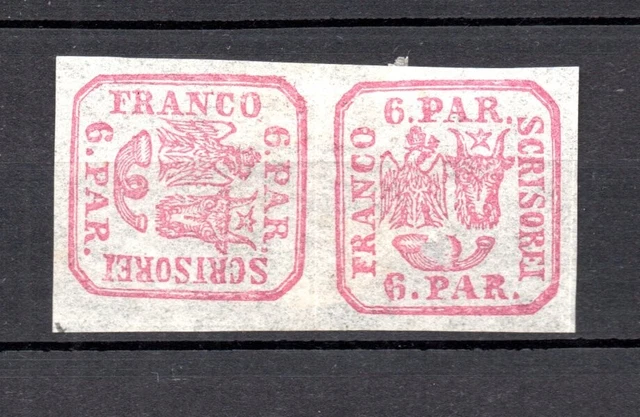 FRANCO
6. PAR.
6 PAR.
SCRISOREI
6. PAR.
FRANCO
SCRISOREI
6. PAR.